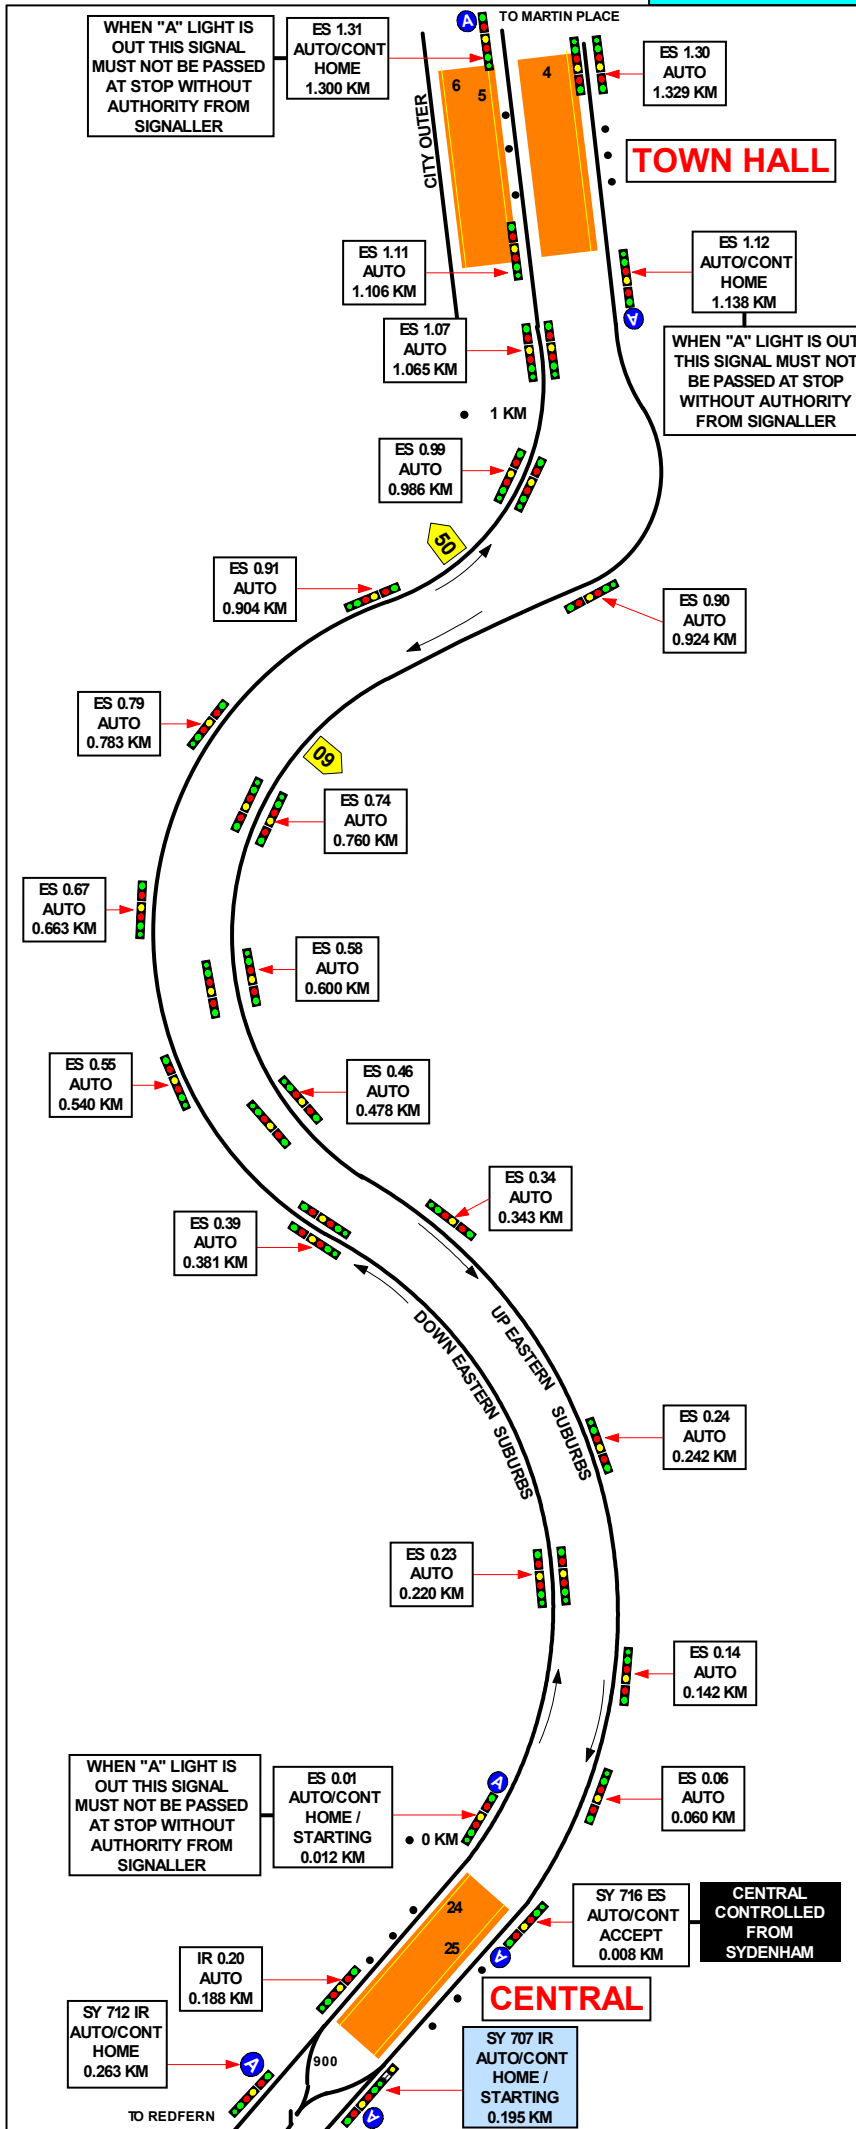 TO MARTIN PLACE
WHEN "A" LIGHT IS
OUT THIS SIGNAL
MUST NOT BE PASSED
AT STOP WITHOUT
AUTHORITY FROM
SIGNALLER
ES 1.31
AUTO/CONT
HOME
1.300 KM
A
ES 1.30
AUTO
1.329 KM
6
5
4
CITY OUTER
TOWN HALL
ES 1.11
AUTO
1.106 KM
ES 1.12
AUTO/CONT
HOME
1.138 KM
A
ES 1.07
AUTO
1.065 KM
WHEN "A" LIGHT IS OUT
THIS SIGNAL MUST NOT
BE PASSED AT STOP
WITHOUT AUTHORITY
FROM SIGNALLER
1 KM
ES 0.99
AUTO
0.986 KM
50
ES 0.91
AUTO
0.904 KM
ES 0.90
AUTO
0.924 KM
ES 0.79
AUTO
0.783 KM
60
ES 0.74
AUTO
0.760 KM
ES 0.67
AUTO
0.663 KM
ES 0.58
AUTO
0.600 KM
ES 0.55
AUTO
0.540 KM
ES 0.46
AUTO
0.478 KM
ES 0.34
AUTO
0.343 KM
ES 0.39
AUTO
0.381 KM
DOWN EASTERN SUBURBS
UP EASTERN SUBURBS
ES 0.24
AUTO
0.242 KM
ES 0.23
AUTO
0.220 KM
ES 0.14
AUTO
0.142 KM
WHEN "A" LIGHT IS
OUT THIS SIGNAL
MUST NOT BE PASSED
AT STOP WITHOUT
AUTHORITY FROM
SIGNALLER
ES 0.01
AUTO/CONT
HOME /
STARTING
0.012 KM
A
0 KM
ES 0.06
AUTO
0.060 KM
24
25
SY 716 ES
AUTO/CONT
ACCEPT
0.008 KM
A
CENTRAL
CONTROLLED
FROM
SYDENHAM
IR 0.20
AUTO
0.188 KM
CENTRAL
SY 712 IR
AUTO/CONT
HOME
0.263 KM
A
900
SY 707 IR
AUTO/CONT
HOME /
STARTING
0.195 KM
A
TO REDFERN